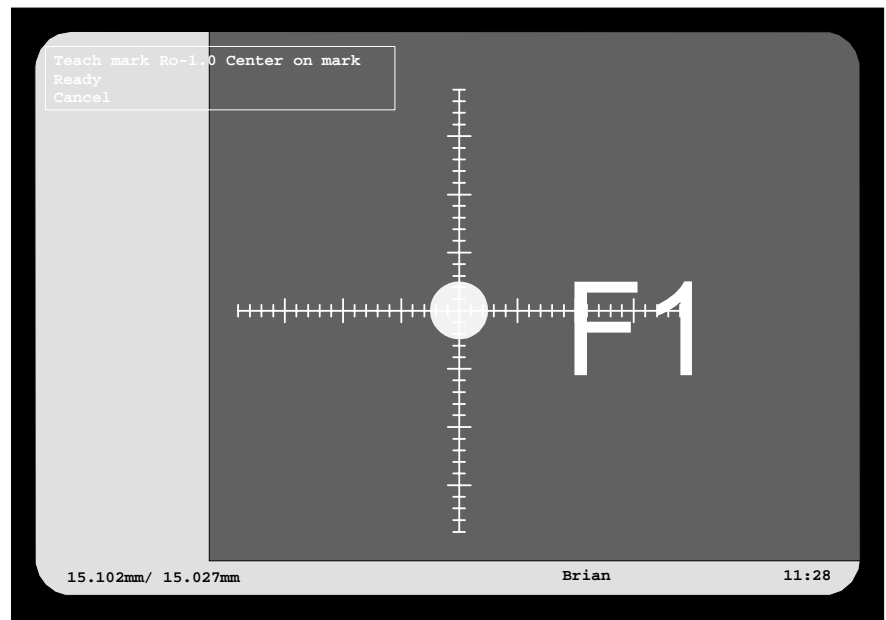 Teach mark Ro-1.0 Center on mark
Ready
Cancel
F1
15.102mm/ 15.027mm Brian 11:28